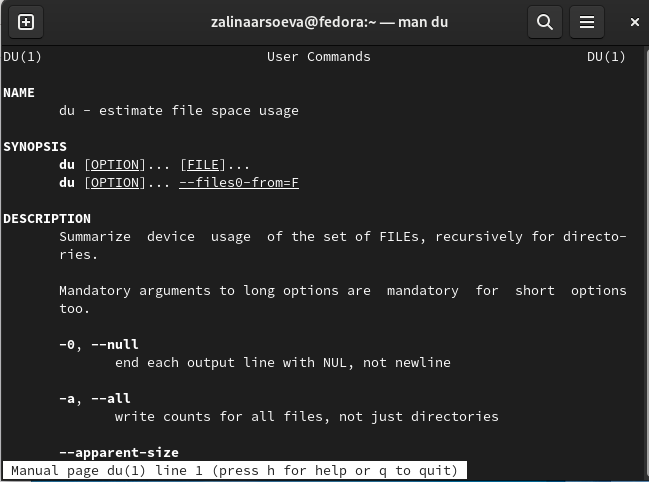 zalinaarsoeva@fedora:~ — man du
DU(1) User Commands DU(1)
NAME
du - estimate file space usage
SYNOPSIS
du [OPTION]... [FILE]...
du [OPTION]... --files0-from=F
DESCRIPTION
Summarize device usage of the set of FILEs, recursively for directo-
ries.
Mandatory arguments to long options are mandatory for short options
too.
-0, --null
end each output line with NUL, not newline
-a, --all
write counts for all files, not just directories
--apparent-size
Manual page du(1) line 1 (press h for help or q to quit)